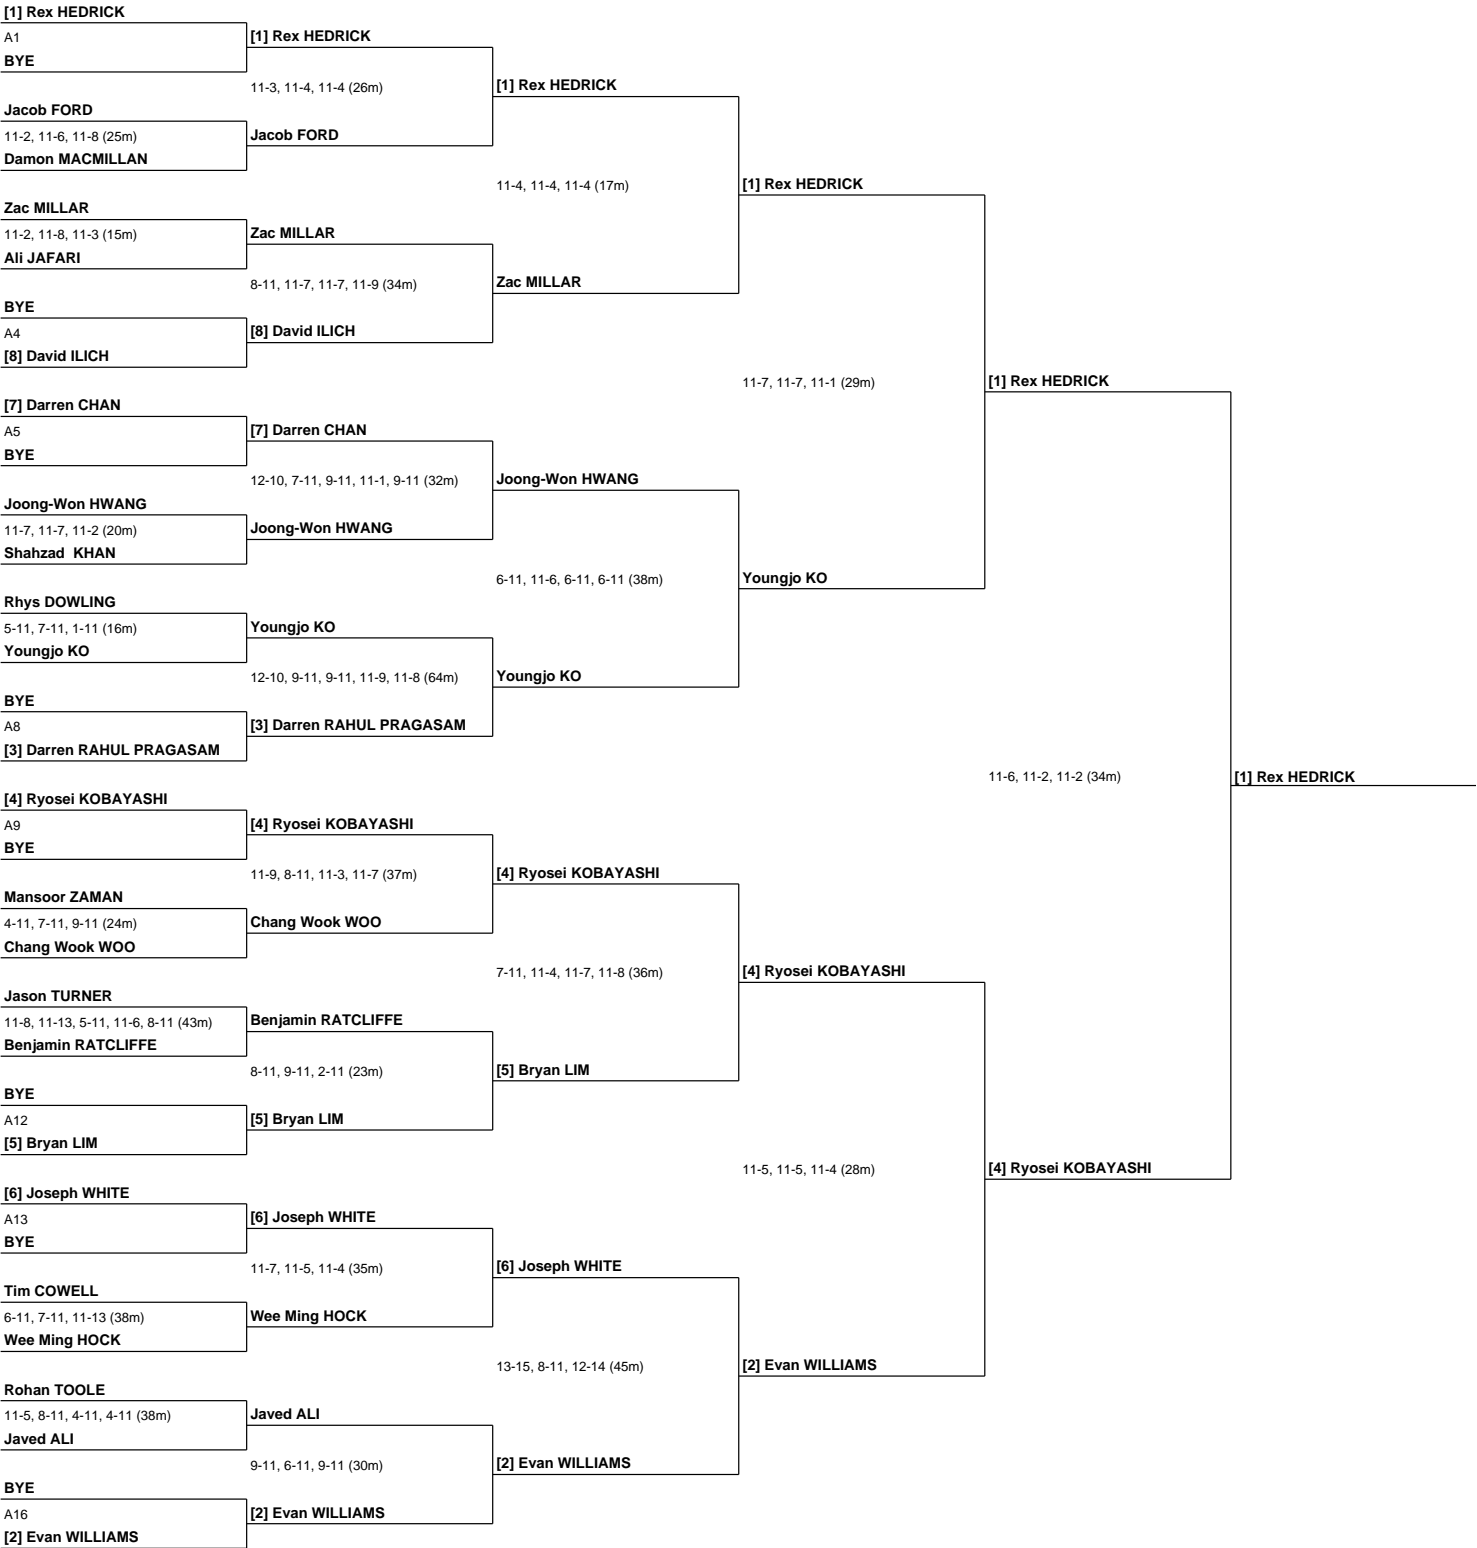 [1] Rex HEDRICK
A1
[1] Rex HEDRICK
BYE
11-3, 11-4, 11-4 (26m)
[1] Rex HEDRICK
Jacob FORD
11-2, 11-6, 11-8 (25m)
Jacob FORD
Damon MACMILLAN
11-4, 11-4, 11-4 (17m)
[1] Rex HEDRICK
Zac MILLAR
11-2, 11-8, 11-3 (15m)
Zac MILLAR
Ali JAFARI
8-11, 11-7, 11-7, 11-9 (34m)
Zac MILLAR
BYE
A4
[8] David ILICH
[8] David ILICH
11-7, 11-7, 11-1 (29m)
[1] Rex HEDRICK
[7] Darren CHAN
A5
[7] Darren CHAN
BYE
12-10, 7-11, 9-11, 11-1, 9-11 (32m)
Joong-Won HWANG
Joong-Won HWANG
11-7, 11-7, 11-2 (20m)
Joong-Won HWANG
Shahzad  KHAN
6-11, 11-6, 6-11, 6-11 (38m)
Youngjo KO
Rhys DOWLING
5-11, 7-11, 1-11 (16m)
Youngjo KO
Youngjo KO
12-10, 9-11, 9-11, 11-9, 11-8 (64m)
Youngjo KO
BYE
A8
[3] Darren RAHUL PRAGASAM
[3] Darren RAHUL PRAGASAM
11-6, 11-2, 11-2 (34m)
[1] Rex HEDRICK
[4] Ryosei KOBAYASHI
A9
[4] Ryosei KOBAYASHI
BYE
11-9, 8-11, 11-3, 11-7 (37m)
[4] Ryosei KOBAYASHI
Mansoor ZAMAN
4-11, 7-11, 9-11 (24m)
Chang Wook WOO
Chang Wook WOO
7-11, 11-4, 11-7, 11-8 (36m)
[4] Ryosei KOBAYASHI
Jason TURNER
11-8, 11-13, 5-11, 11-6, 8-11 (43m)
Benjamin RATCLIFFE
Benjamin RATCLIFFE
8-11, 9-11, 2-11 (23m)
[5] Bryan LIM
BYE
A12
[5] Bryan LIM
[5] Bryan LIM
11-5, 11-5, 11-4 (28m)
[4] Ryosei KOBAYASHI
[6] Joseph WHITE
A13
[6] Joseph WHITE
BYE
11-7, 11-5, 11-4 (35m)
[6] Joseph WHITE
Tim COWELL
6-11, 7-11, 11-13 (38m)
Wee Ming HOCK
Wee Ming HOCK
13-15, 8-11, 12-14 (45m)
[2] Evan WILLIAMS
Rohan TOOLE
11-5, 8-11, 4-11, 4-11 (38m)
Javed ALI
Javed ALI
9-11, 6-11, 9-11 (30m)
[2] Evan WILLIAMS
BYE
A16
[2] Evan WILLIAMS
[2] Evan WILLIAMS